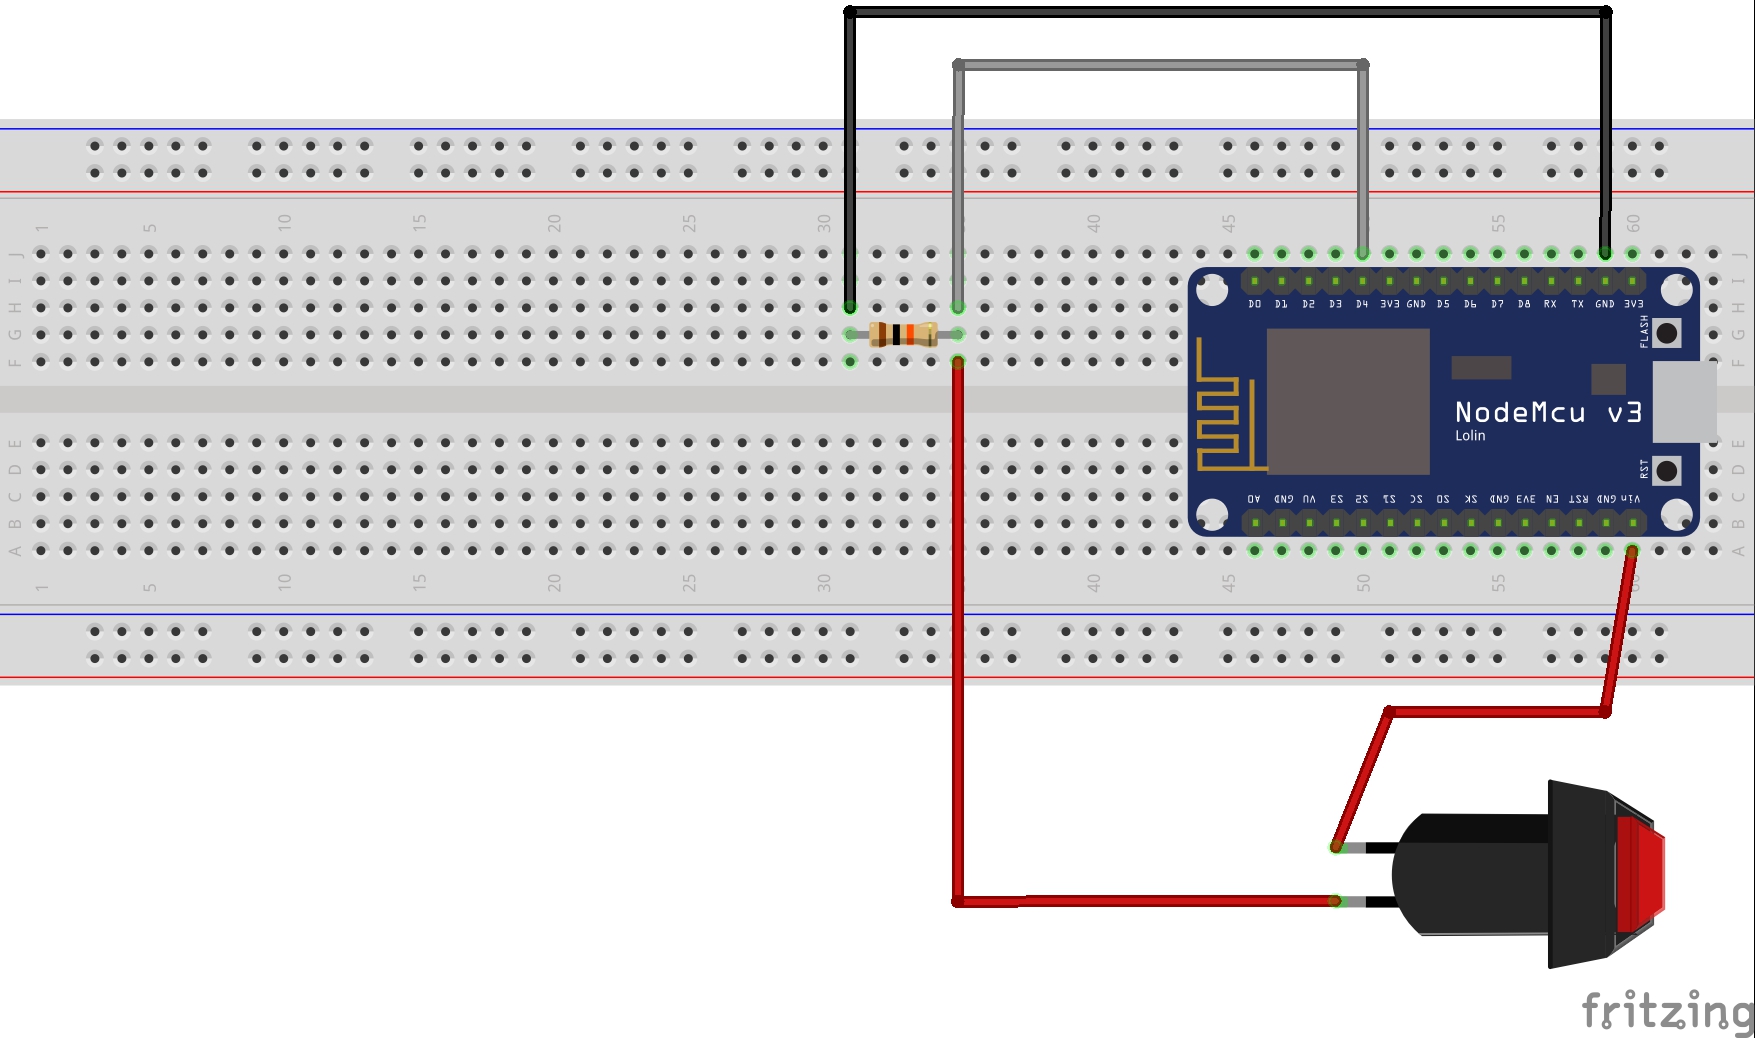 1 5 10 15 20 25 30 40 45 55 60
J J
I I
H H
G G
F F
D0 D1 D2 D3 D4 3V3 GND D5 D6 D7 D8 RX TX GND 3V3
FLASH
NodeMcu v3
Lolin
RST
E E
D D
C C
B B
A A
A0 GND VU S3 S2 S1 SC S0 SK GND 3V3 EN RST GND Vin
1 5 10 15 20 25 30 40 45 50 55
fritzing